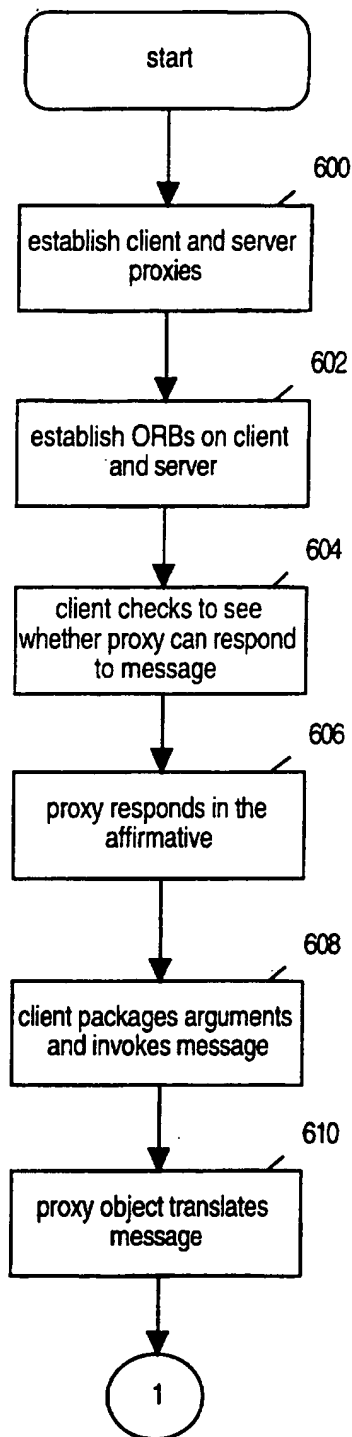 start
600
establish client and server
proxies
602
establish ORBs on client
and server
604
client checks to see
whether proxy can respond
to message
606
proxy responds in the
affirmative
608
client packages arguments
and invokes message
610
proxy object translates
message
1